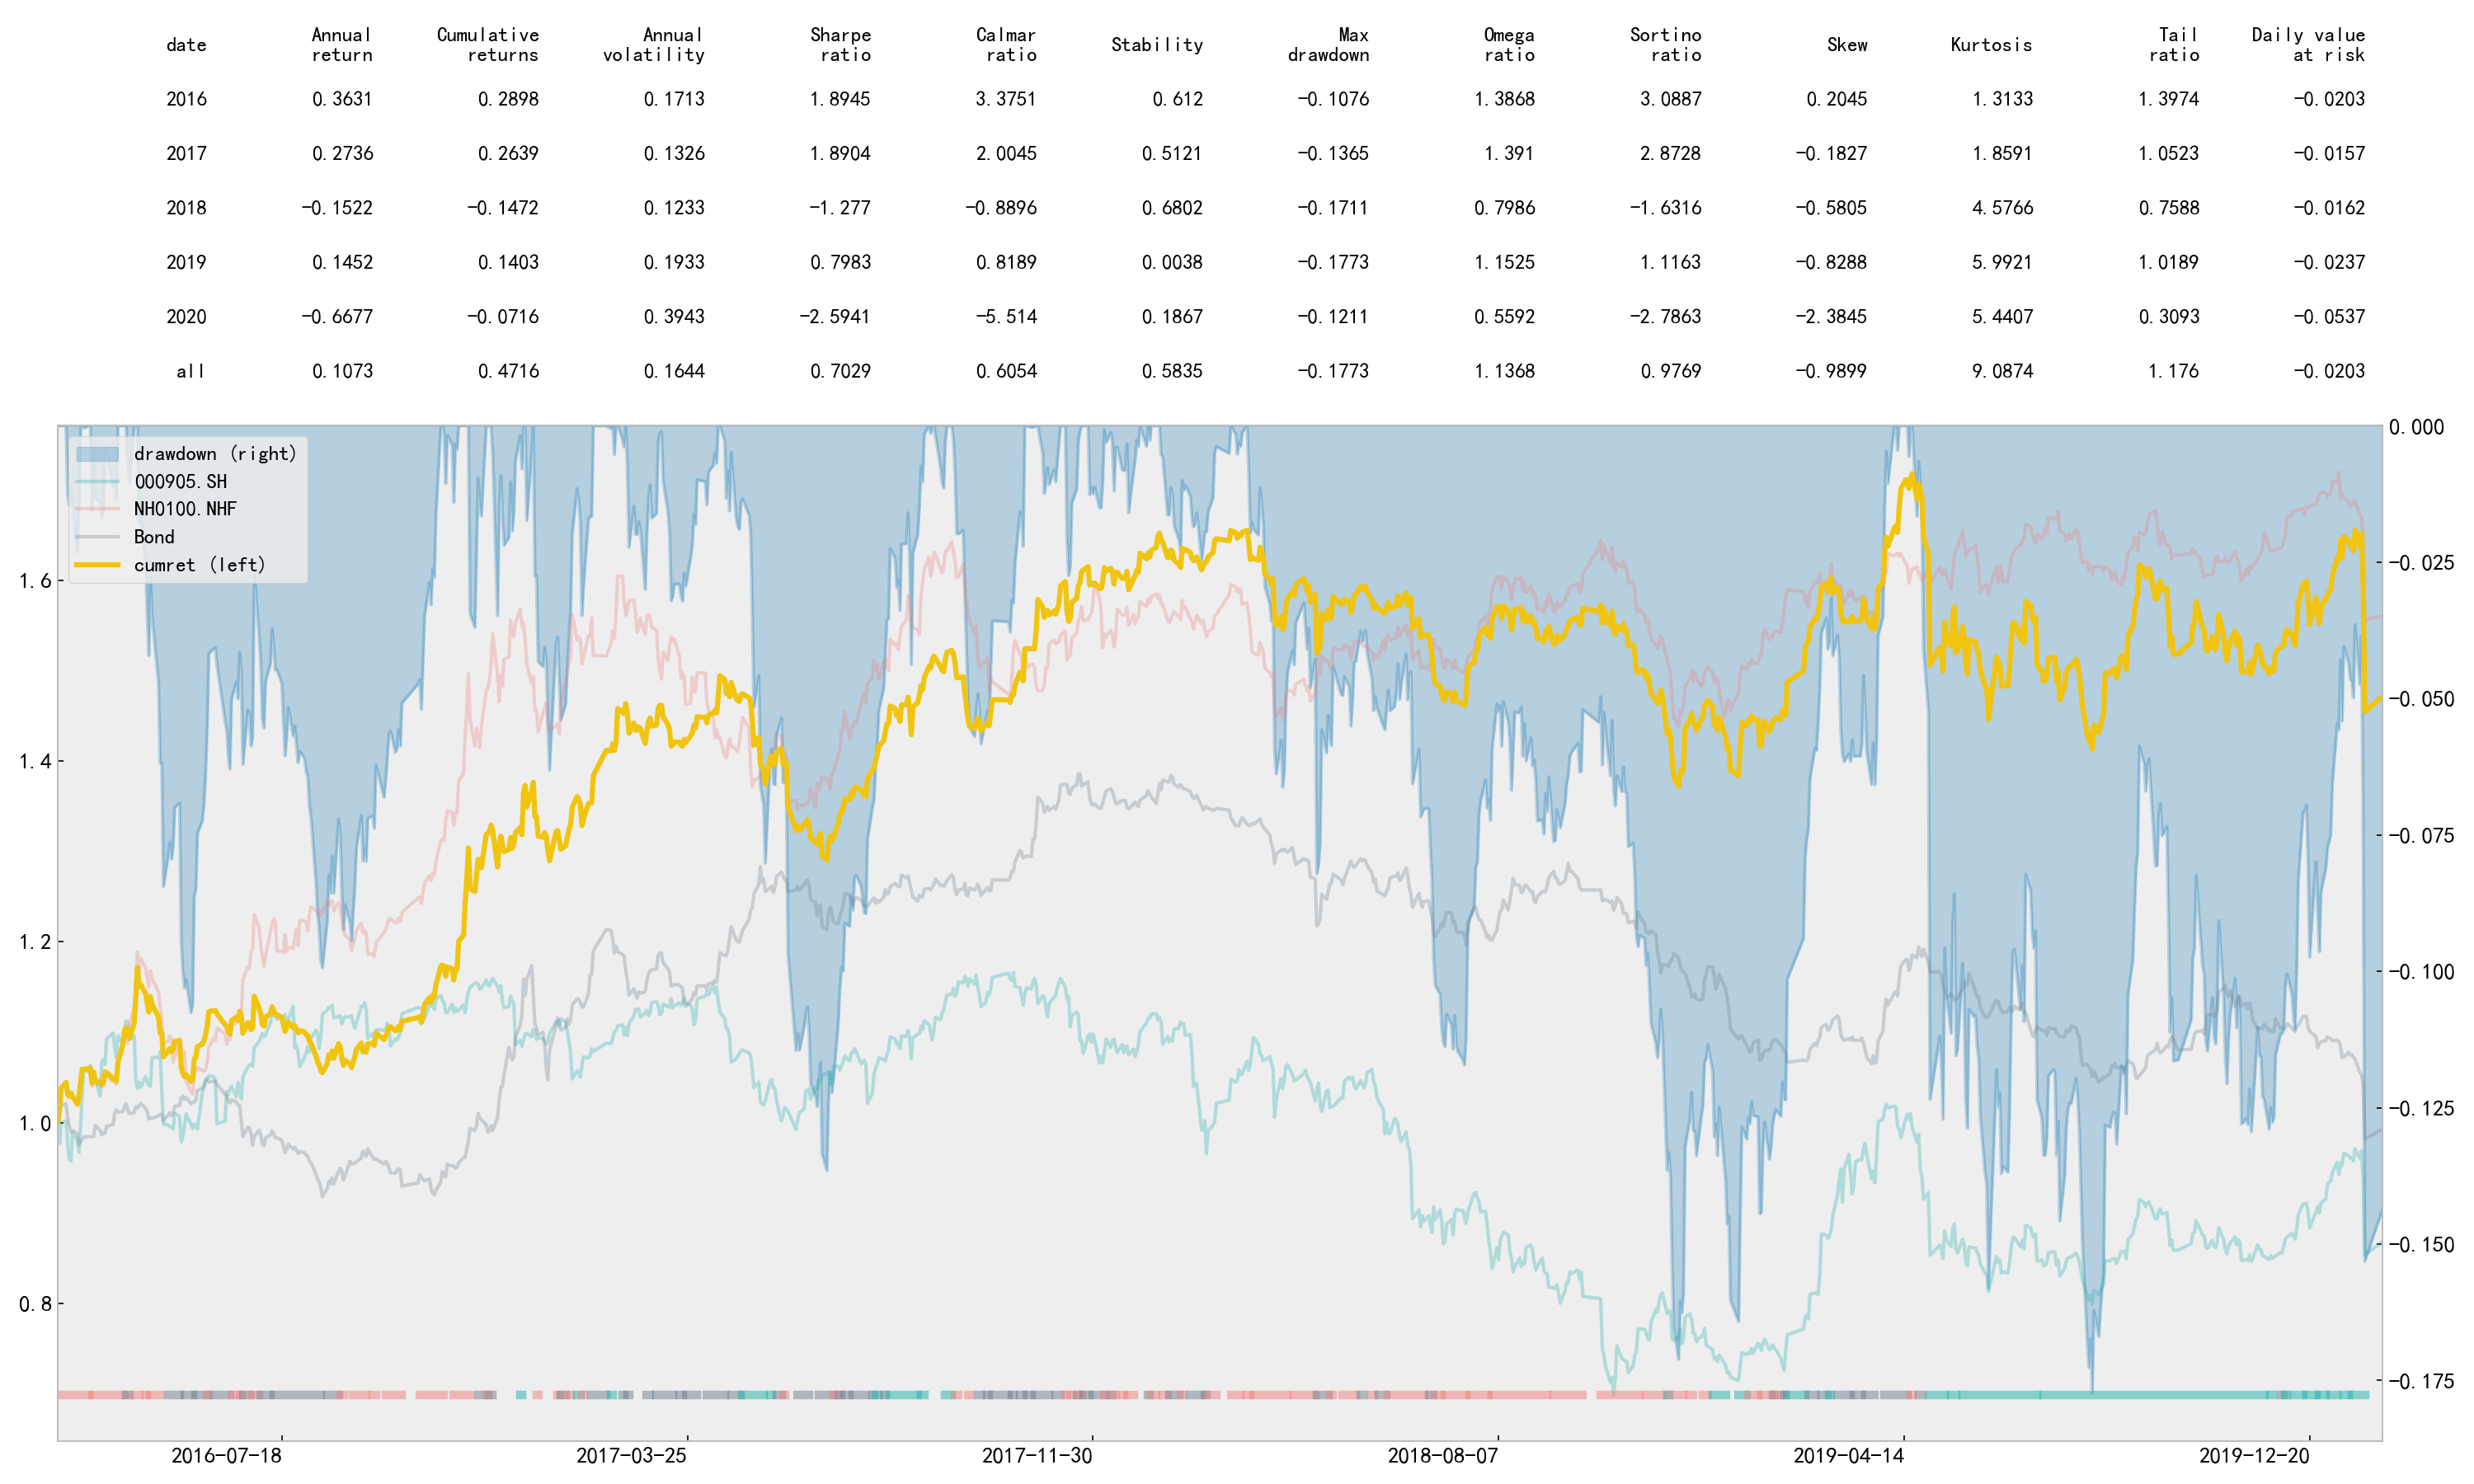 date Annual return Cumulative returns Annual volatility Sharpe ratio Calmar ratio Stability Max drawdown Omega ratio Sortino ratio Skew Kurtosis Tail ratio Daily value at risk
2016 0.3631 0.2898 0.1713 1.8945 3.3751 0.612 −0.1076 1.3868 3.0887 0.2045 1.3133 1.3974 −0.0203
2017 0.2736 0.2639 0.1326 1.8904 2.0045 0.5121 −0.1365 1.391 2.8728 −0.1827 1.8591 1.0523 −0.0157
2018 −0.1522 −0.1472 0.1233 −1.277 −0.8896 0.6802 −0.1711 0.7986 −1.6316 −0.5805 4.5766 0.7588 −0.0162
2019 0.1452 0.1403 0.1933 0.7983 0.8189 0.0038 −0.1773 1.1525 1.1163 −0.8288 5.9921 1.0189 −0.0237
2020 −0.6677 −0.0716 0.3943 −2.5941 −5.514 0.1867 −0.1211 0.5592 −2.7863 −2.3845 5.4407 0.3093 −0.0537
all 0.1073 0.4716 0.1644 0.7029 0.6054 0.5835 −0.1773 1.1368 0.9769 −0.9899 9.0874 1.176 −0.0203
drawdown (right)
000905.SH
NH0100.NHF
Bond
cumret (left)
1.6
1.4
1.2
1.0
0.8
0.000
−0.025
−0.050
−0.075
−0.100
−0.125
−0.150
−0.175
2016-07-18 2017-03-25 2017-11-30 2018-08-07 2019-04-14 2019-12-20